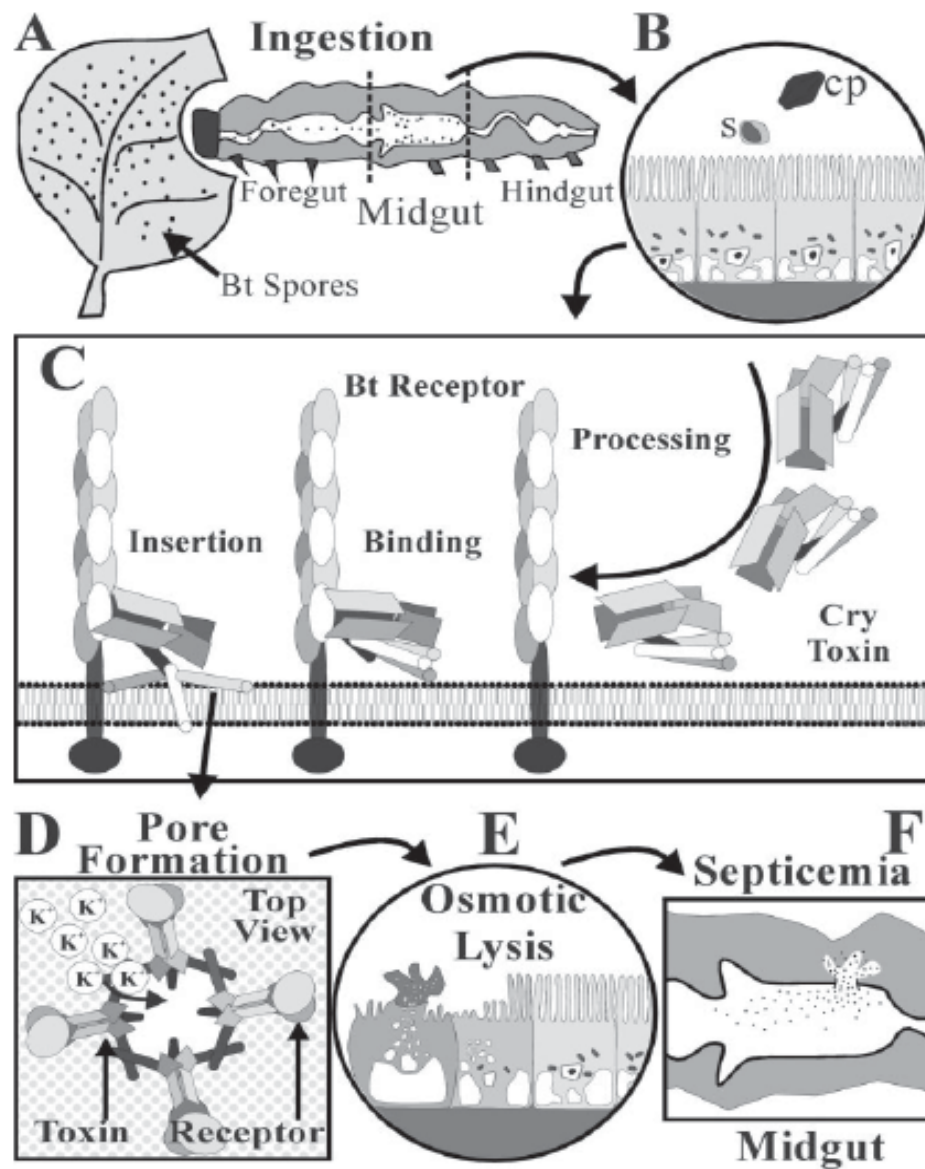 A
Ingestion
B
cp
s
Foregut
Midgut
Hindgut
Bt Spores
C
Bt Receptor
Processing
Insertion
Binding
Cry
Toxin
D
Pore
Formation
E
F
Septicemia
Top
View
K⁺
K⁺
K⁺
K⁺
K⁺
K⁺
K⁺
Osmotic
Lysis
Toxin
Receptor
Midgut